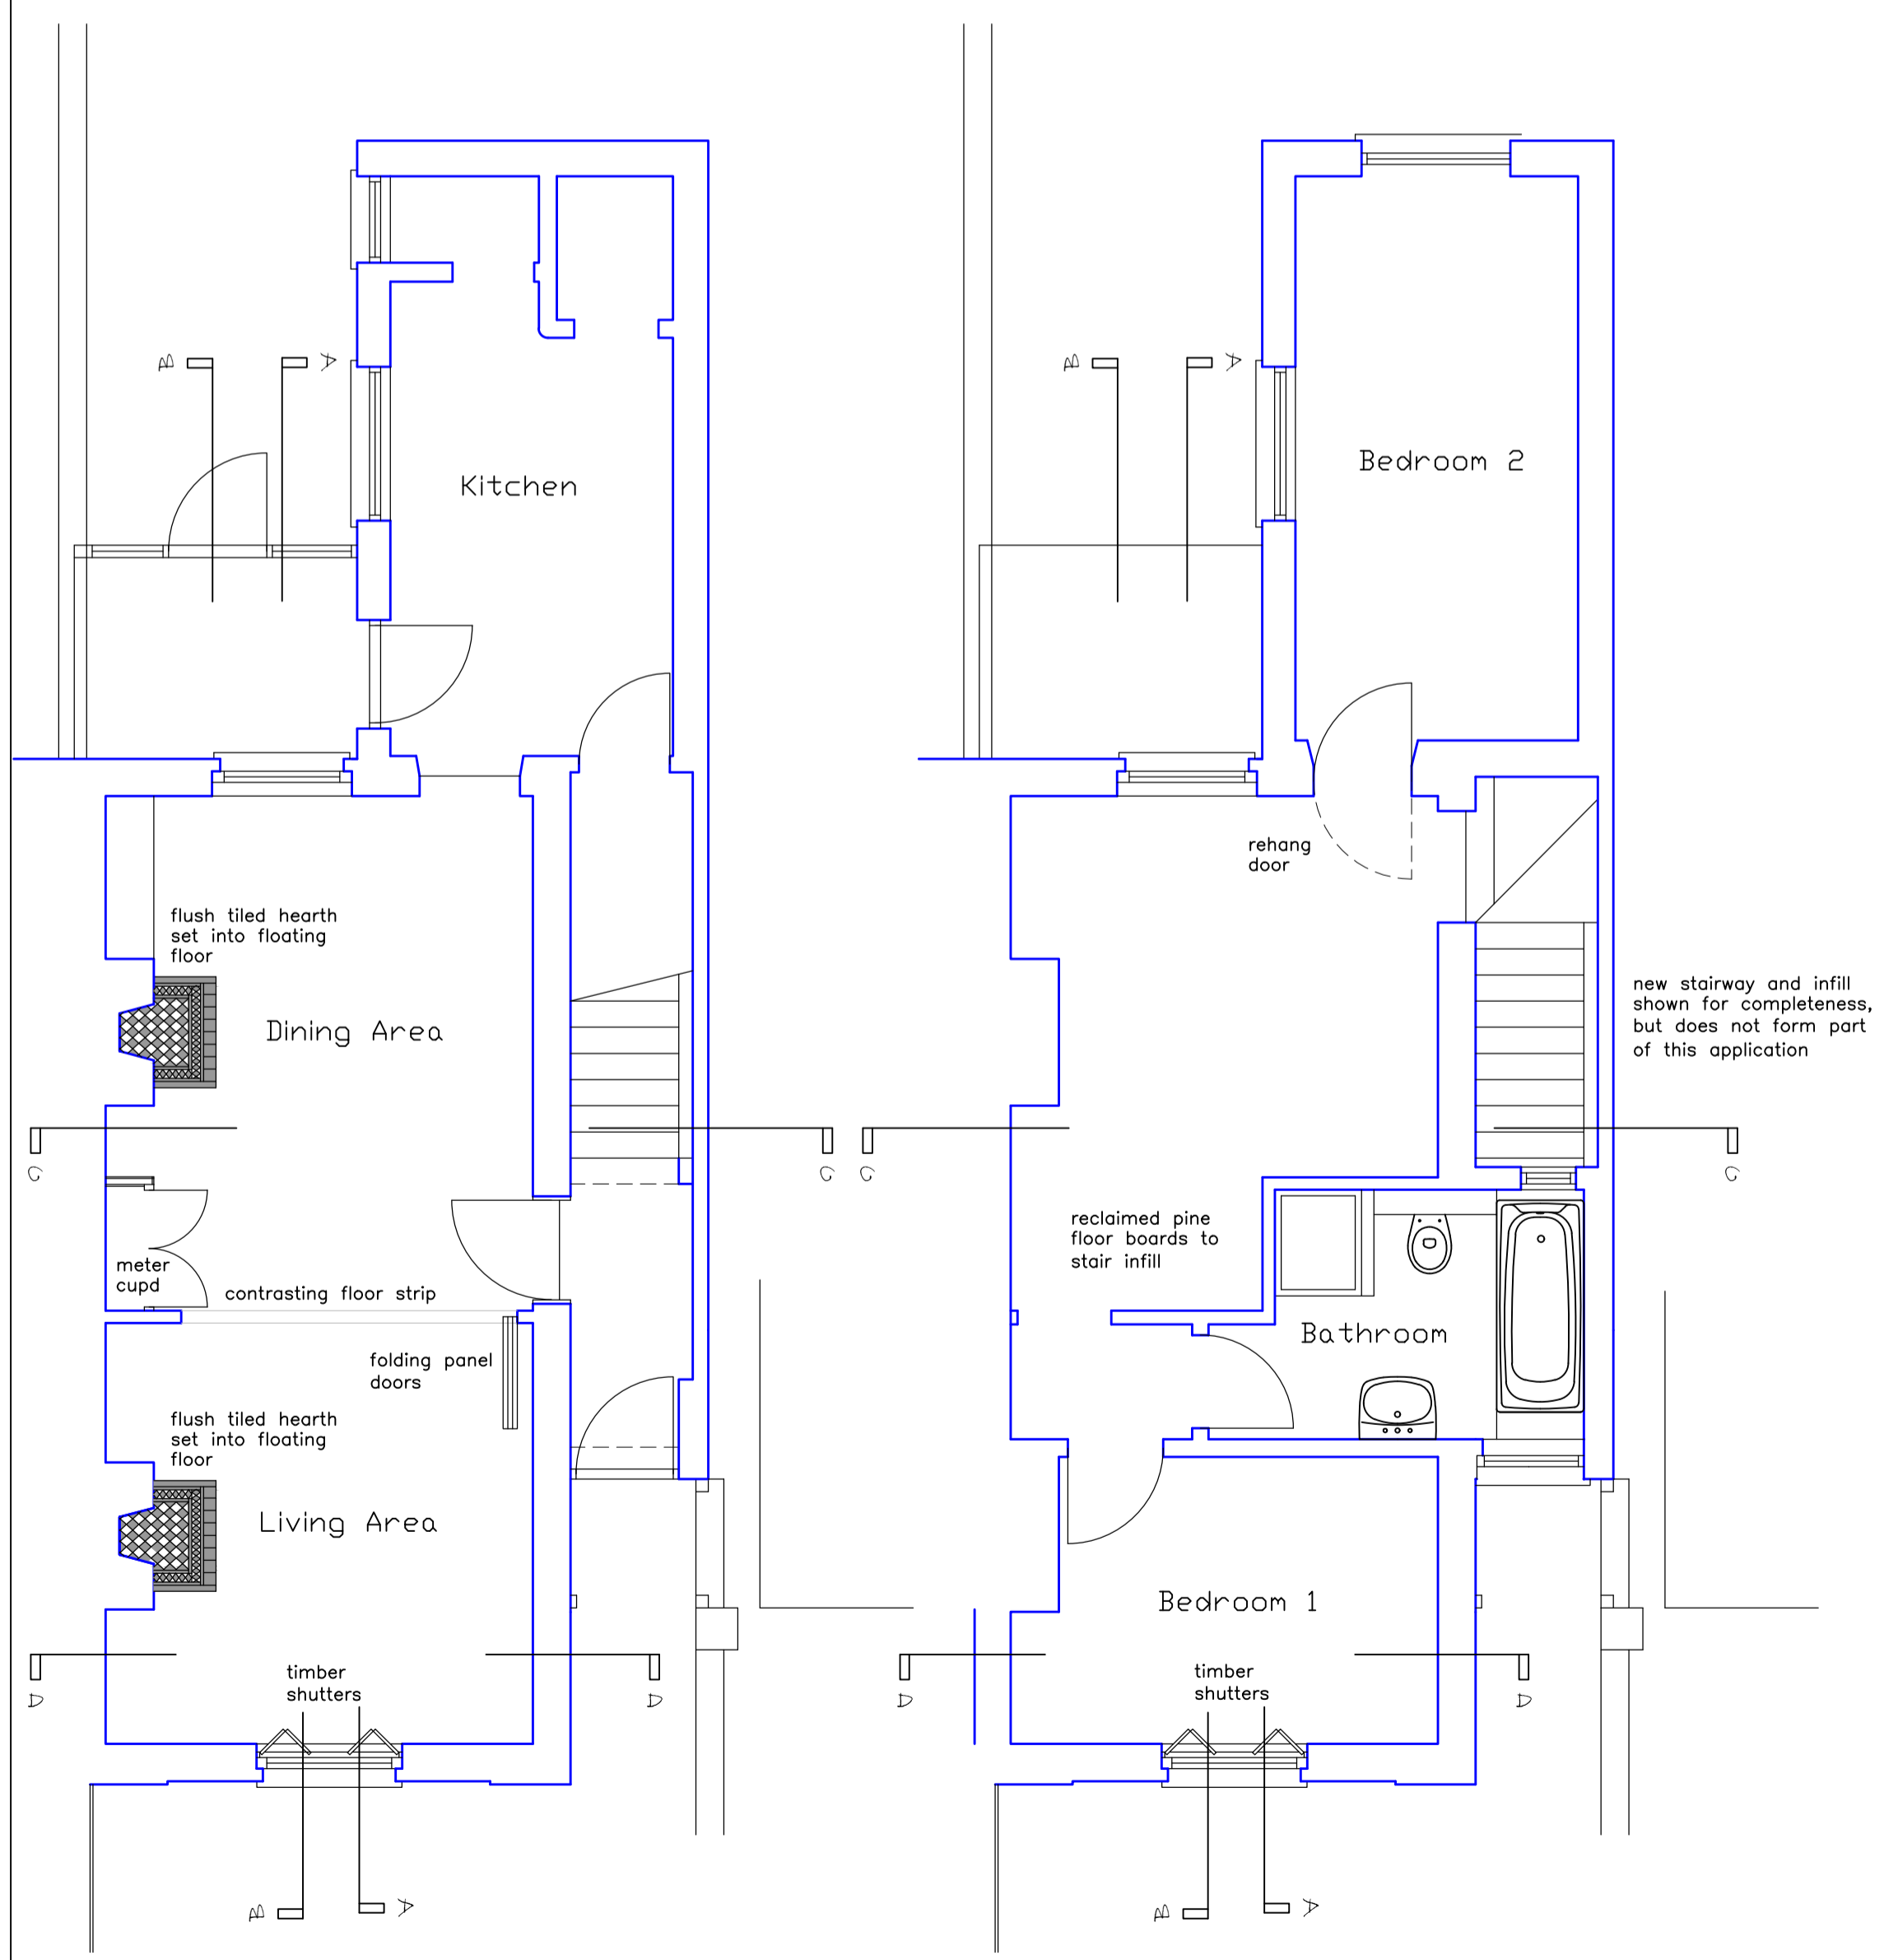 B
A
Kitchen
flush tiled hearth
set into floating
floor
Dining Area
C
C
meter
cupd
contrasting floor strip
folding panel
doors
flush tiled hearth
set into floating
floor
Living Area
D
D
timber
shutters
B
A
B
A
Bedroom 2
rehang
door
new stairway and infill
shown for completeness,
but does not form part
of this application
C
C
reclaimed pine
floor boards to
stair infill
Bathroom
Bedroom 1
D
D
timber
shutters
B
A